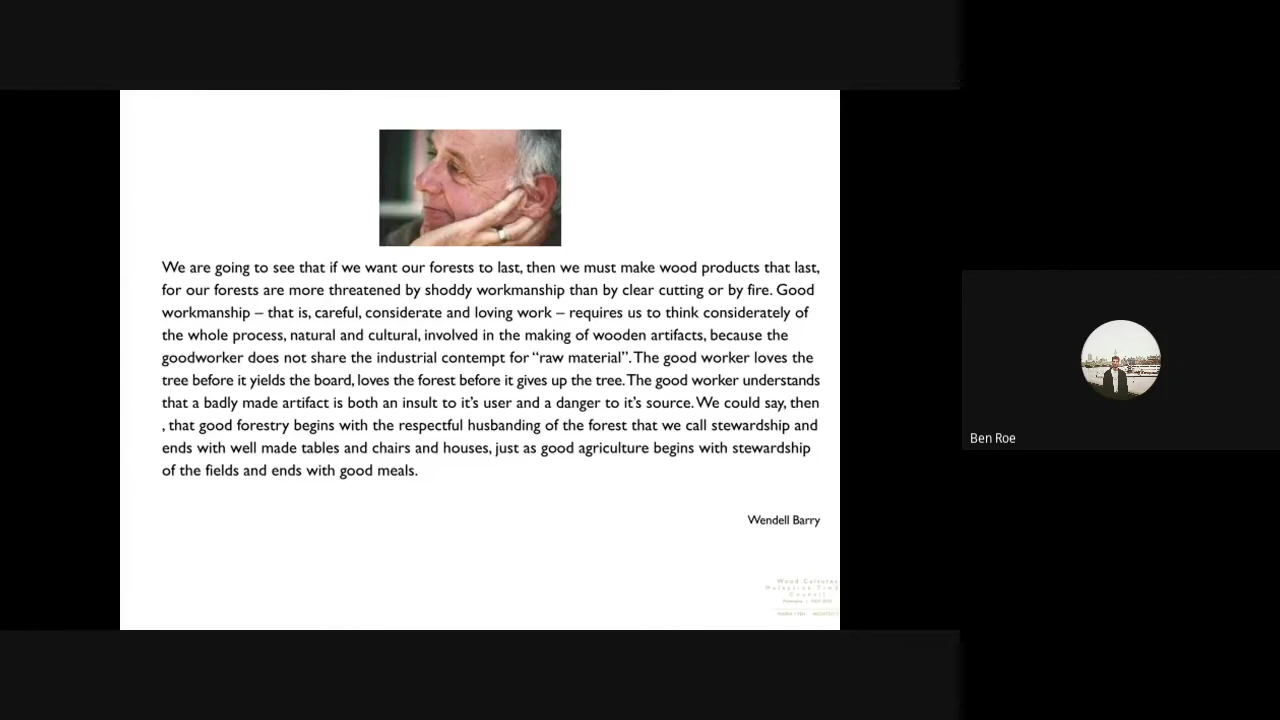 We are going to see that if we want our forests to last, then we must make wood products that last,
for our forests are more threatened by shoddy workmanship than by clear cutting or by fire. Good
workmanship – that is, careful, considerate and loving work – requires us to think considerately of
the whole process, natural and cultural, involved in the making of wooden artifacts, because the
goodworker does not share the industrial contempt for “raw material”. The good worker loves the
tree before it yields the board, loves the forest before it gives up the tree. The good worker understands
that a badly made artifact is both an insult to it’s user and a danger to it’s source. We could say, then
, that good forestry begins with the respectful husbanding of the forest that we call stewardship and
ends with well made tables and chairs and houses, just as good agriculture begins with stewardship
of the fields and ends with good meals.
Wendell Barry
Wood Cultures
Malaysian Timb
Council
Ben Roe